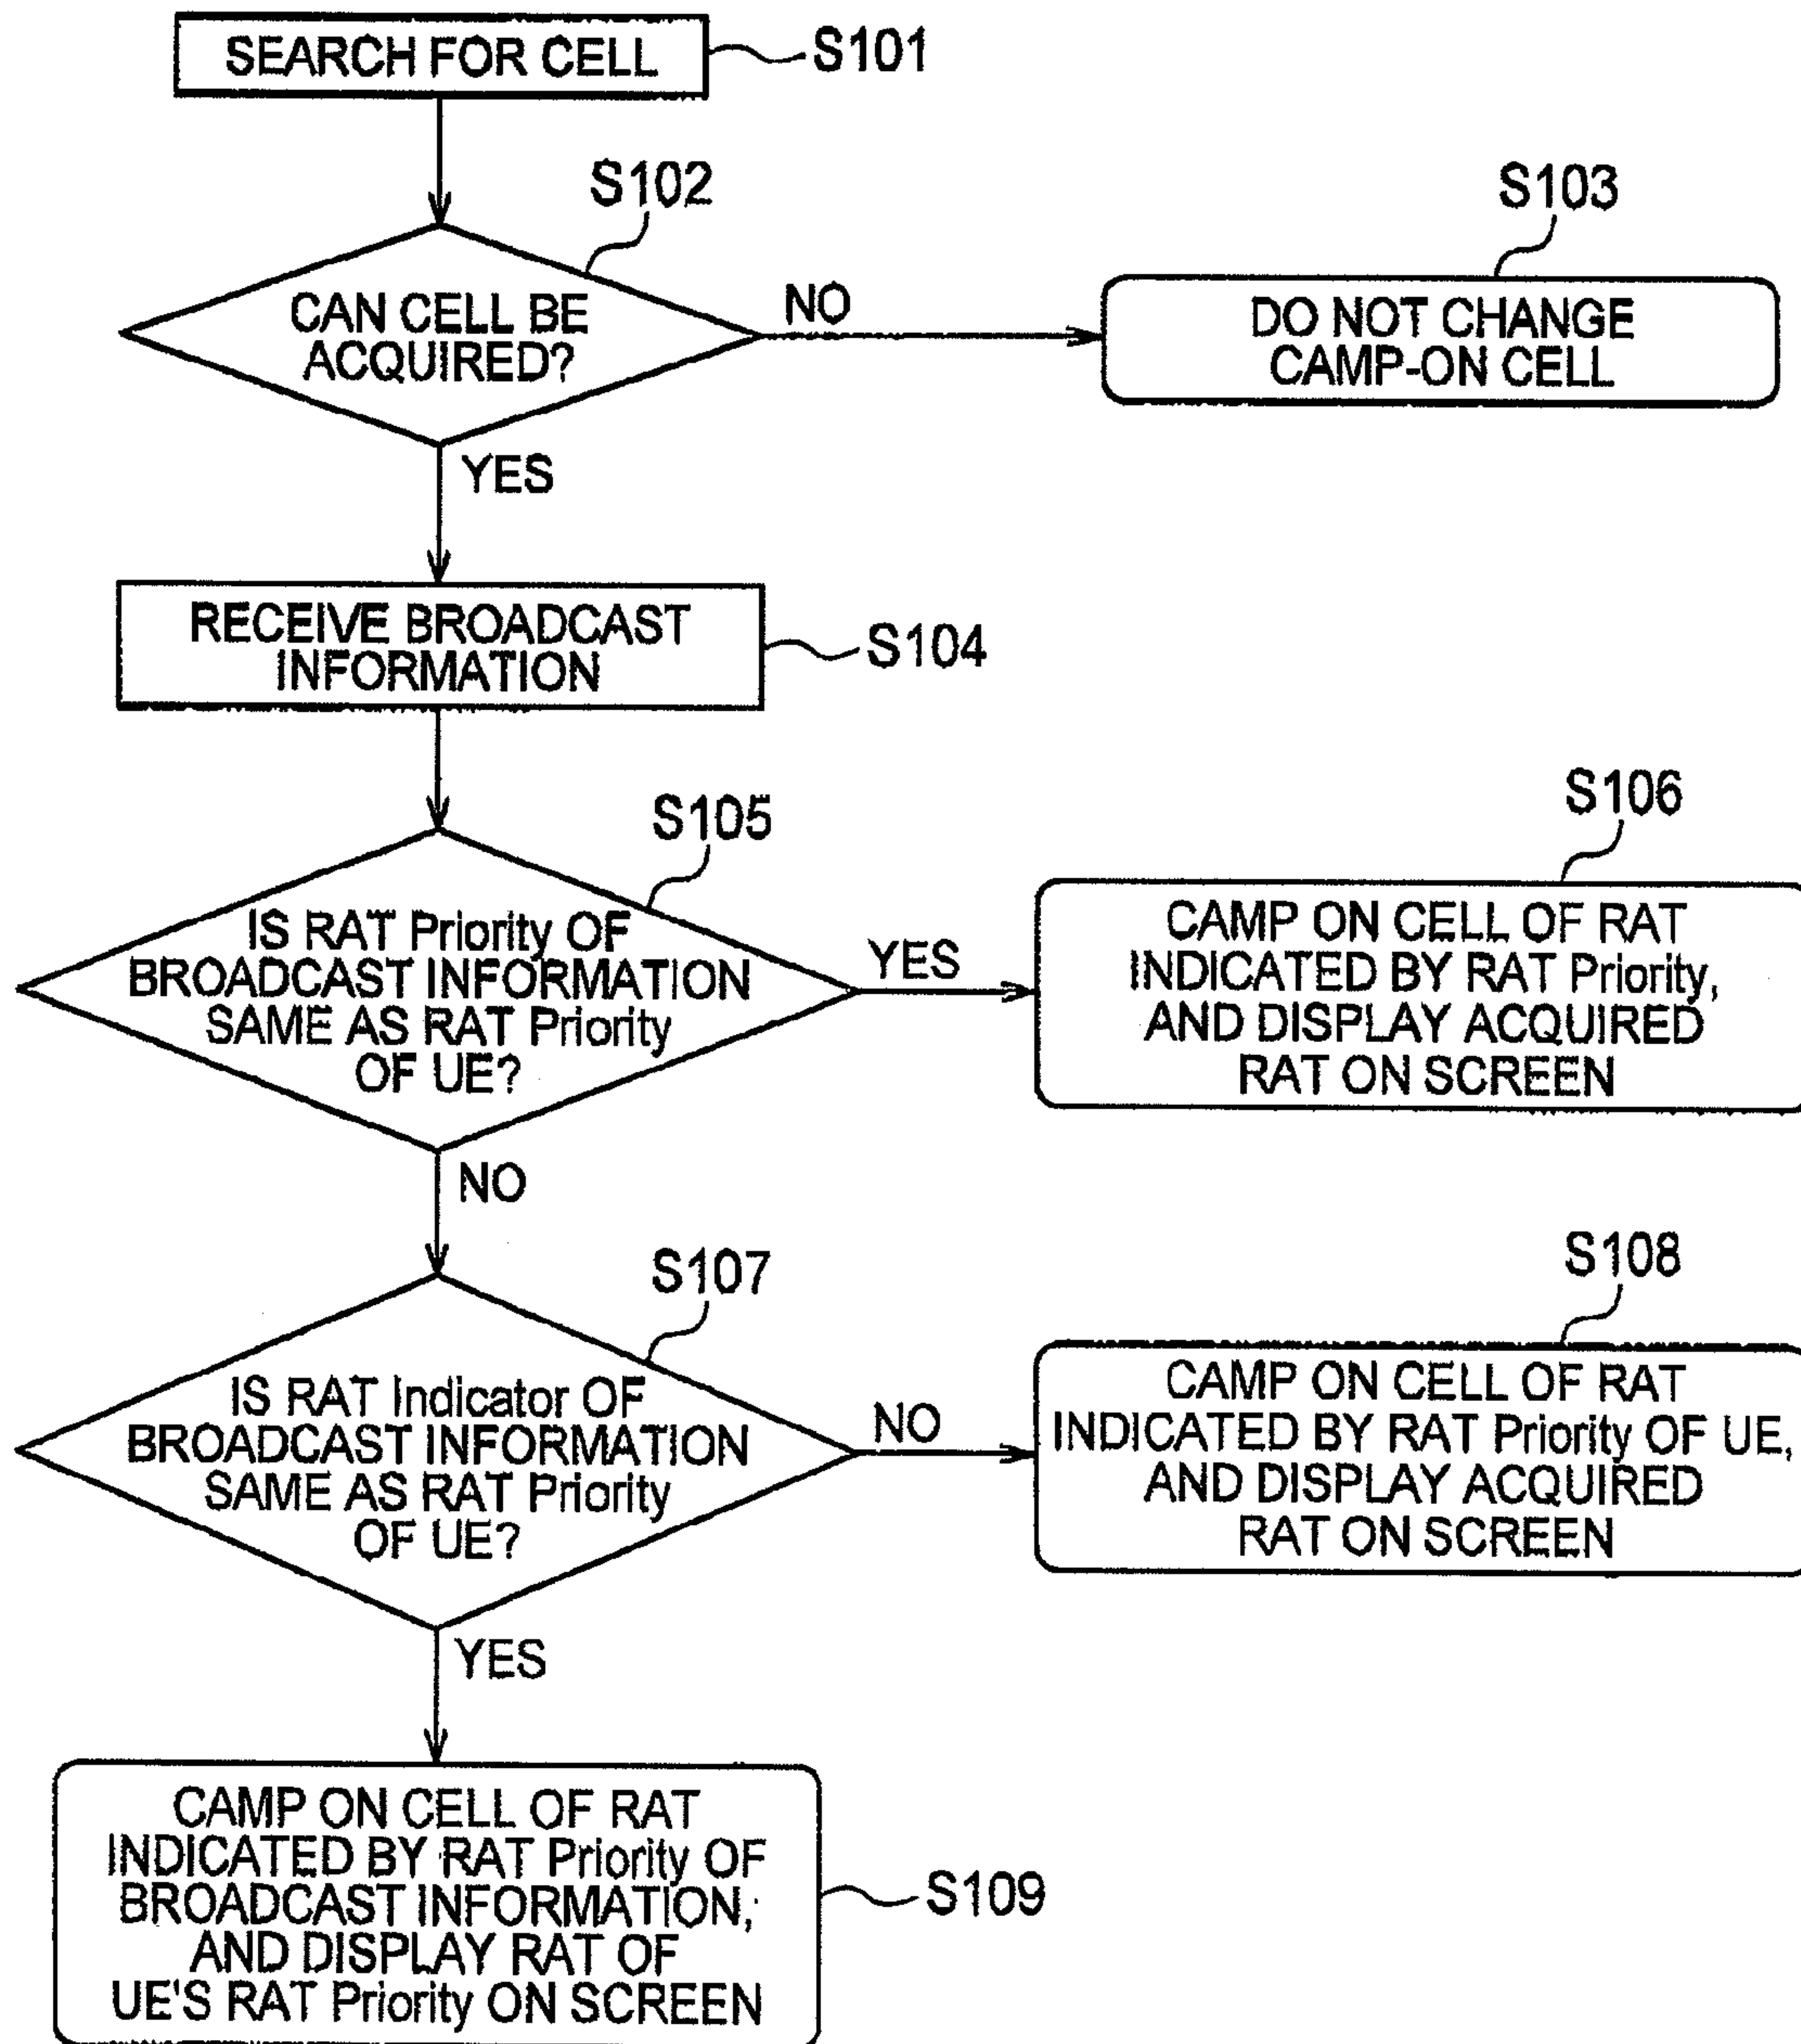 SEARCH FOR CELL
S101
S102
CAN CELL BE
ACQUIRED?
NO
S103
DO NOT CHANGE
CAMP-ON CELL
YES
RECEIVE BROADCAST
INFORMATION
S104
S105
IS RAT Priority OF
BROADCAST INFORMATION
SAME AS RAT Priority
OF UE?
YES
S106
CAMP ON CELL OF RAT
INDICATED BY RAT Priority,
AND DISPLAY ACQUIRED
RAT ON SCREEN
NO
S107
IS RAT Indicator OF
BROADCAST INFORMATION
SAME AS RAT Priority
OF UE?
NO
S108
CAMP ON CELL OF RAT
INDICATED BY RAT Priority OF UE,
AND DISPLAY ACQUIRED
RAT ON SCREEN
YES
CAMP ON CELL OF RAT
INDICATED BY RAT Priority OF
BROADCAST INFORMATION,
AND DISPLAY RAT OF
UE'S RAT Priority ON SCREEN
S109